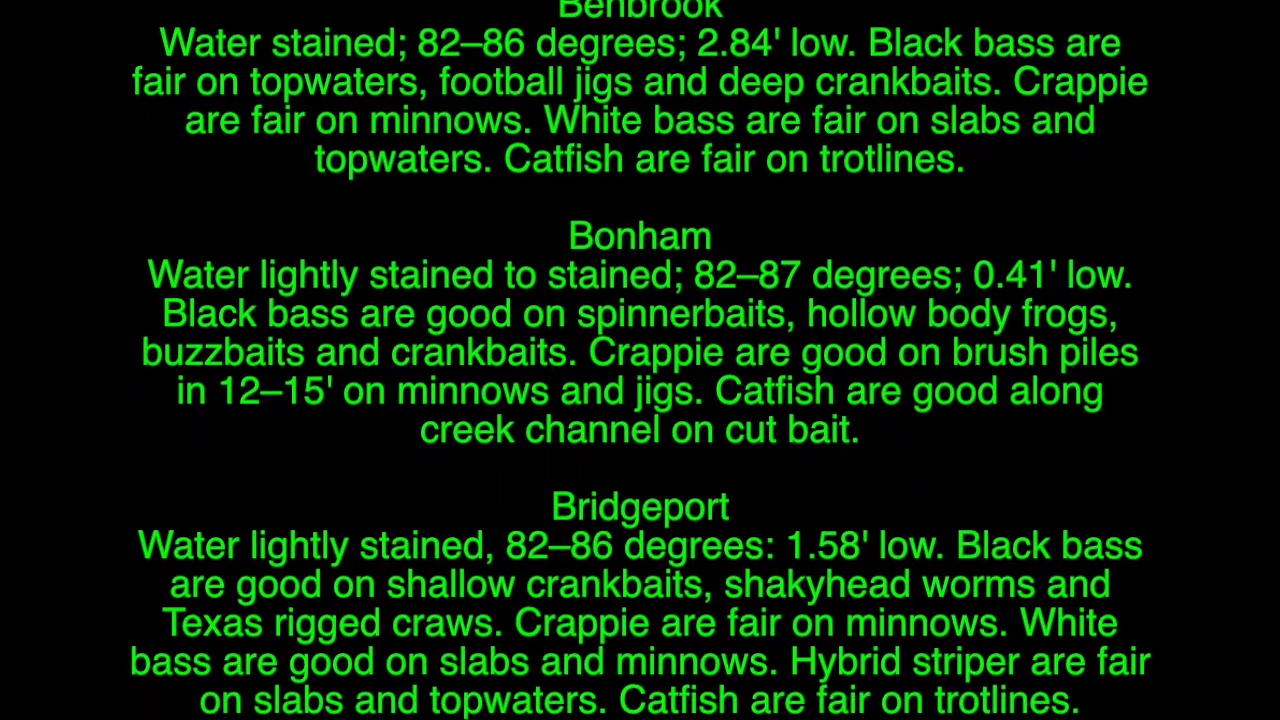 Benbrook
Water stained; 82–86 degrees; 2.84' low. Black bass are
fair on topwaters, football jigs and deep crankbaits. Crappie
are fair on minnows. White bass are fair on slabs and
topwaters. Catfish are fair on trotlines.
Bonham
Water lightly stained to stained; 82–87 degrees; 0.41' low.
Black bass are good on spinnerbaits, hollow body frogs,
buzzbaits and crankbaits. Crappie are good on brush piles
in 12–15' on minnows and jigs. Catfish are good along
creek channel on cut bait.
Bridgeport
Water lightly stained, 82–86 degrees: 1.58' low. Black bass
are good on shallow crankbaits, shakyhead worms and
Texas rigged craws. Crappie are fair on minnows. White
bass are good on slabs and minnows. Hybrid striper are fair
on slabs and topwaters. Catfish are fair on trotlines.